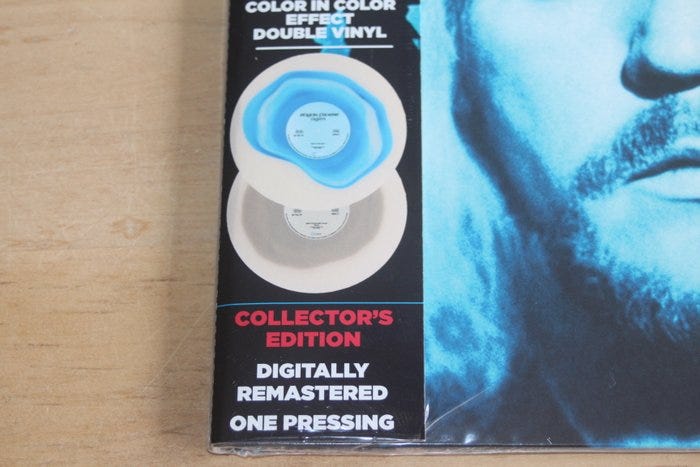 COLOR IN COLOR
EFFECT
DOUBLE VINYL
COLLECTOR'S
EDITION
DIGITALLY
REMASTERED
ONE PRESSING